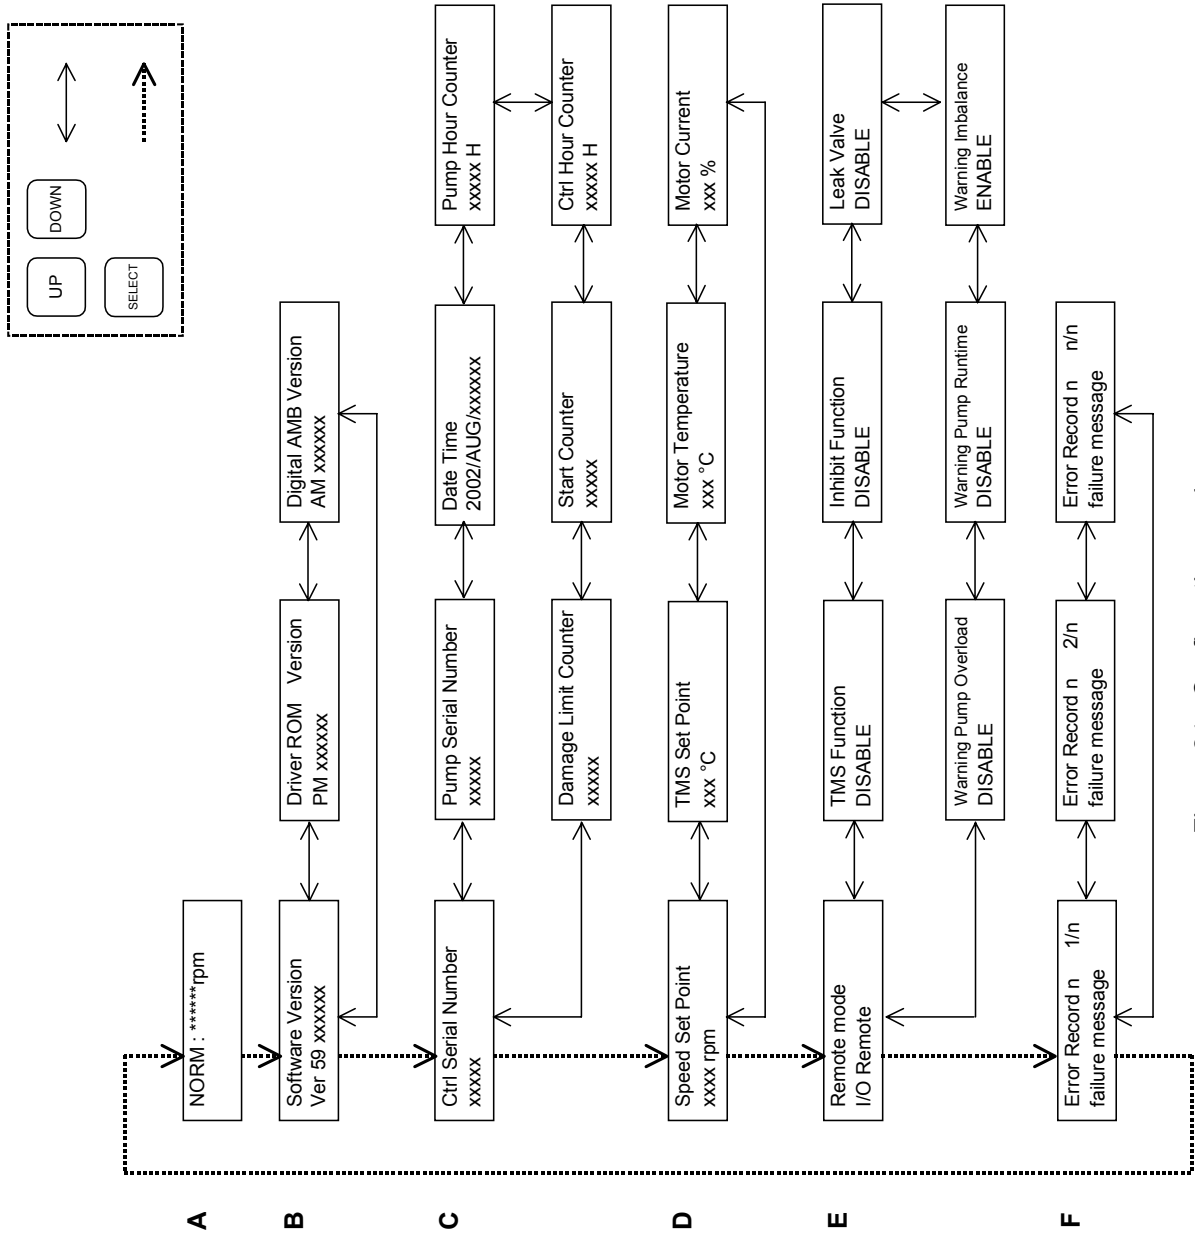 UP
DOWN
SELECT
A
NORM : ******rpm
B
Software Version
Ver 59 xxxxxx
Driver ROM Version
PM xxxxxx
Digital AMB Version
AM xxxxxx
C
Ctrl Serial Number
xxxxx
Pump Serial Number
xxxxx
Date Time
2002/AUG/xxxxxx
Pump Hour Counter
xxxxx H
Damage Limit Counter
xxxxx
Start Counter
xxxxx
Ctrl Hour Counter
xxxxx H
D
Speed Set Point
xxxx rpm
TMS Set Point
xxx °C
Motor Temperature
xxx °C
Motor Current
xxx %
E
Remote mode
I/O Remote
TMS Function
DISABLE
Inhibit Function
DISABLE
Leak Valve
DISABLE
Warning Pump Overload
DISABLE
Warning Pump Runtime
DISABLE
Warning Imbalance
ENABLE
F
Error Record n 1/n
failure message
Error Record n 2/n
failure message
Error Record n n/n
failure message